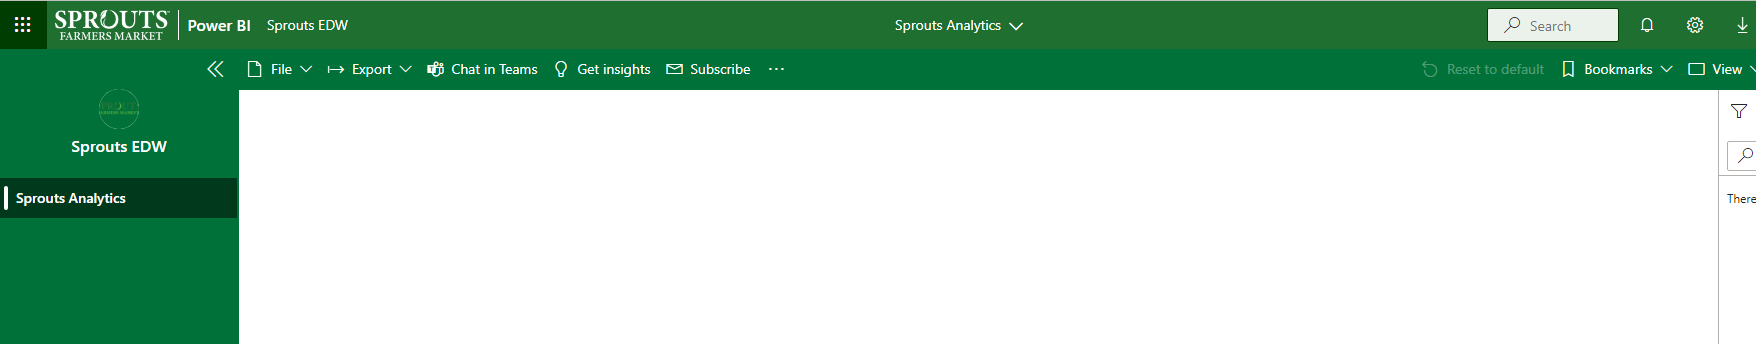 SPROUTS
FARMERS MARKET
Power BI
Sprouts EDW
Sprouts Analytics
Search
File
Export
Chat in Teams
Get insights
Subscribe
Reset to default
Bookmarks
View
SPROUTS
FARMERS MARKET
Sprouts EDW
Sprouts Analytics
There